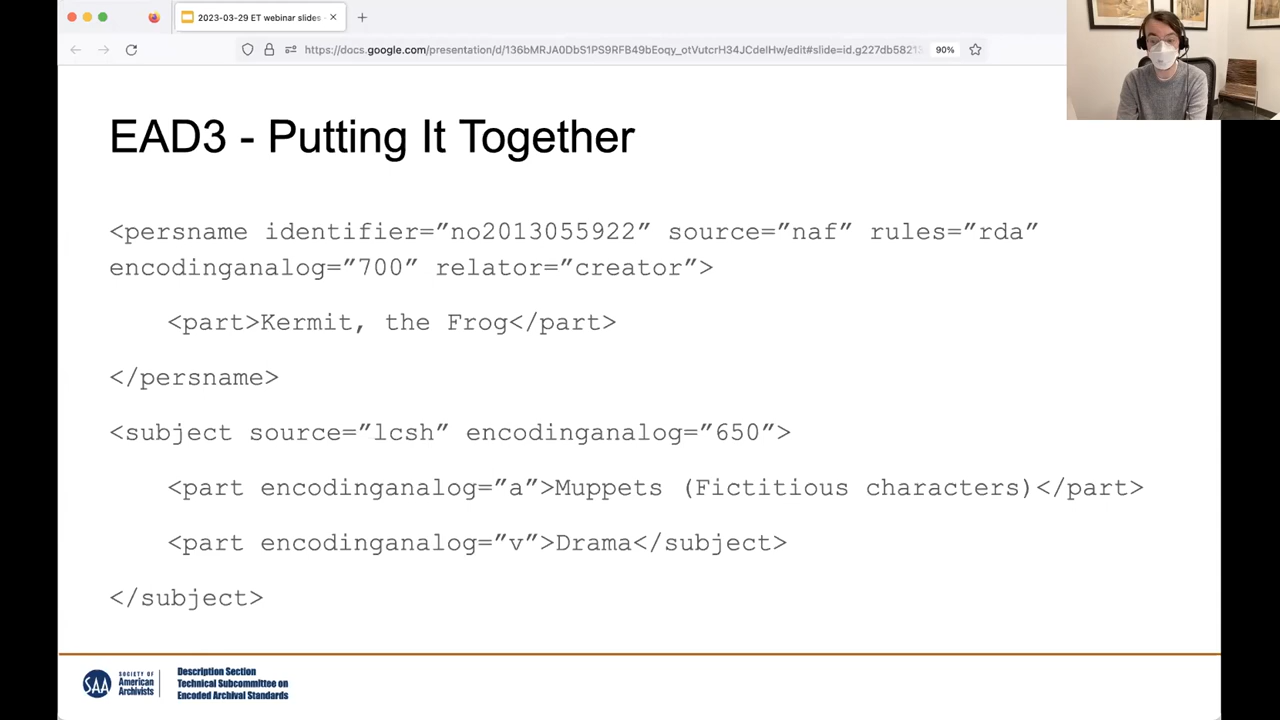 2023-03-29 ET webinar slides
https://docs.google.com/presentation/d/136bMRJA0DbS1PS9RFB49bEoqy_otVutcrH34JCdelHw/edit#slide=id.g227db5821
90%
EAD3 - Putting It Together
<persname identifier=”no2013055922” source=”naf” rules=”rda”
encodinganalog=”700” relator=”creator”>
<part>Kermit, the Frog</part>
</persname>
<subject source=”lcsh” encodinganalog=”650”>
<part encodinganalog=”a”>Muppets (Fictitious characters)</part>
<part encodinganalog=”v”>Drama</subject>
</subject>
SAA
SOCIETY OF
American
Archivists
Description Section
Technical Subcommittee on
Encoded Archival Standards